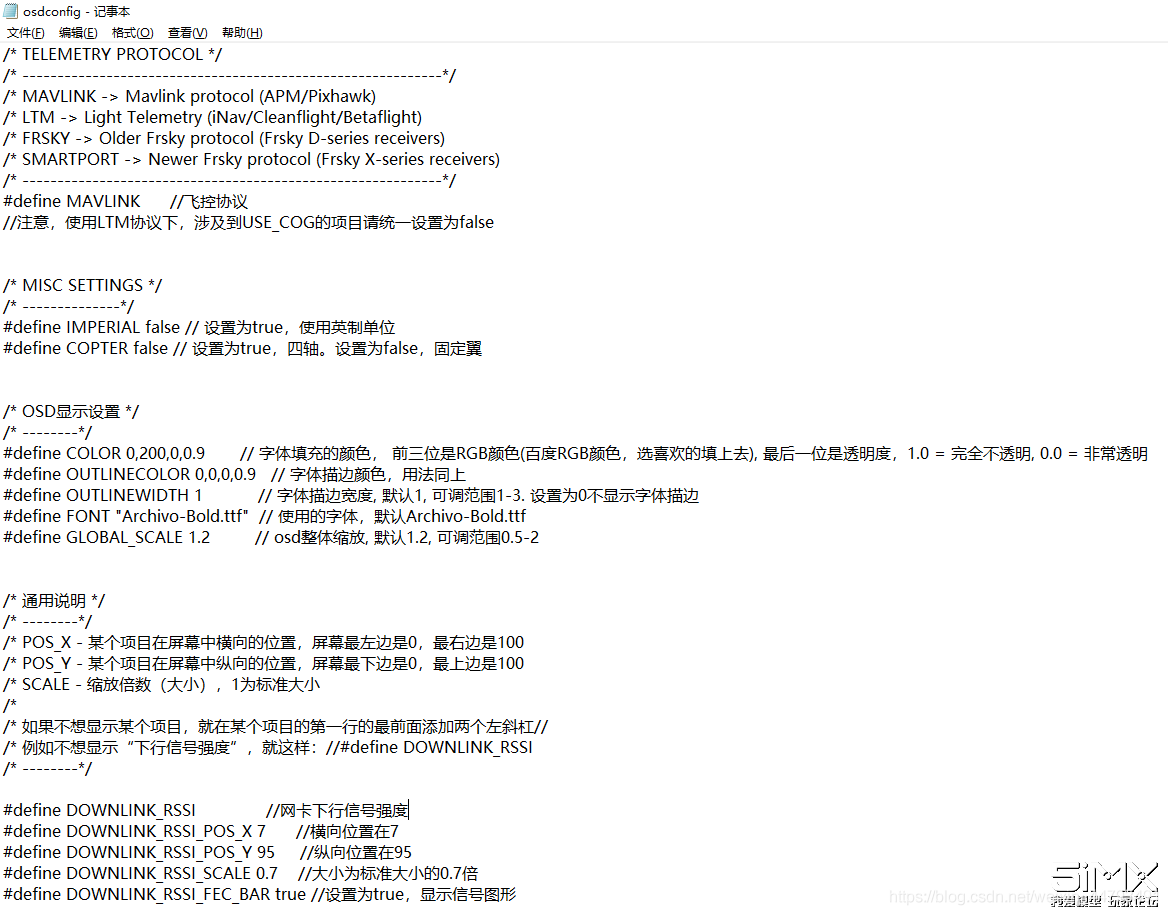 osdconfig - 记事本
文件(F) 编辑(E) 格式(O) 查看(V) 帮助(H)
/* TELEMETRY PROTOCOL */
/* ------------------------------------------------------------*/
/* MAVLINK -> Mavlink protocol (APM/Pixhawk)
/* LTM -> Light Telemetry (iNav/Cleanflight/Betaflight)
/* FRSKY -> Older Frsky protocol (Frsky D-series receivers)
/* SMARTPORT -> Newer Frsky protocol (Frsky X-series receivers)
/* ------------------------------------------------------------*/
#define MAVLINK //飞控协议
//注意，使用LTM协议下，涉及到USE_COG的项目请统一设置为false
/* MISC SETTINGS */
/* --------------*/
#define IMPERIAL false // 设置为true，使用英制单位
#define COPTER false // 设置为true，四轴。设置为false，固定翼
/* OSD显示设置 */
/* --------*/
#define COLOR 0,200,0,0.9 // 字体填充的颜色， 前三位是RGB颜色(百度RGB颜色，选喜欢的填上去), 最后一位是透明度，1.0 = 完全不透明, 0.0 = 非常透明
#define OUTLINECOLOR 0,0,0,0.9 // 字体描边颜色，用法同上
#define OUTLINEWIDTH 1 // 字体描边宽度, 默认1, 可调范围1-3. 设置为0不显示字体描边
#define FONT "Archivo-Bold.ttf" // 使用的字体，默认Archivo-Bold.ttf
#define GLOBAL_SCALE 1.2 // osd整体缩放, 默认1.2, 可调范围0.5-2
/* 通用说明 */
/* --------*/
/* POS_X - 某个项目在屏幕中横向的位置，屏幕最左边是0，最右边是100
/* POS_Y - 某个项目在屏幕中纵向的位置，屏幕最下边是0，最上边是100
/* SCALE - 缩放倍数（大小）, 1为标准大小
/*
/* 如果不想显示某个项目，就在某个项目的第一行的最前面添加两个左斜杠//
/* 例如不想显示“下行信号强度”，就这样：//#define DOWNLINK_RSSI
/* --------*/
#define DOWNLINK_RSSI //网卡下行信号强度
#define DOWNLINK_RSSI_POS_X 7 //横向位置在7
#define DOWNLINK_RSSI_POS_Y 95 //纵向位置在95
#define DOWNLINK_RSSI_SCALE 0.7 //大小为标准大小的0.7倍
#define DOWNLINK_RSSI_FEC_BAR true //设置为true，显示信号图形
5iMX
我爱模型 玩家论坛